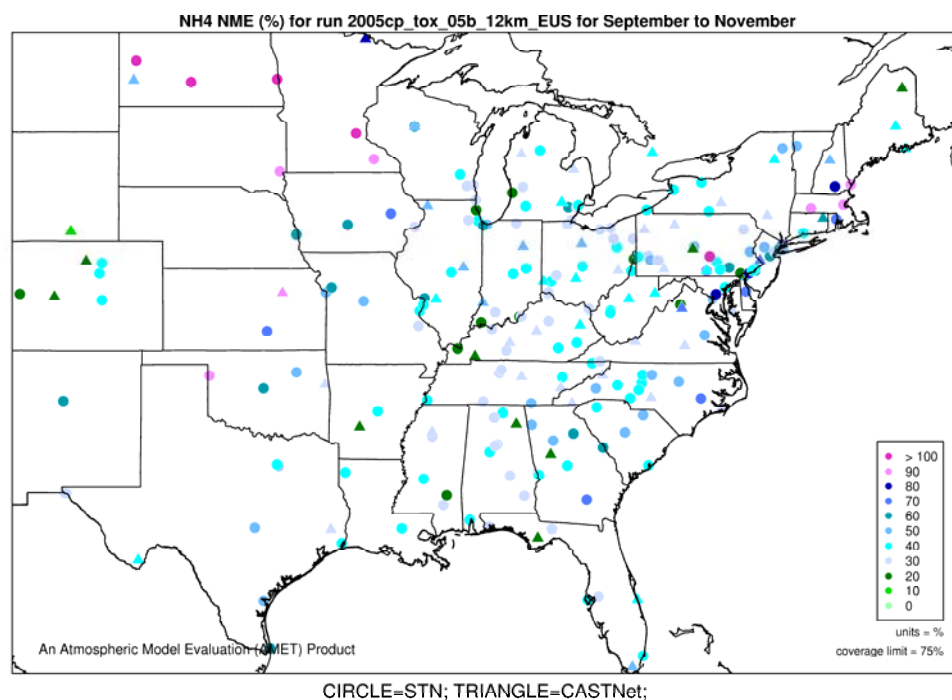 NH4 NME (%) for run 2005cp_tox_05b_12km_EUS for September to November
> 100
90
80
70
60
50
40
30
20
10
0
units = %
coverage limit = 75%
An Atmospheric Model Evaluation (AMET) Product
CIRCLE=STN; TRIANGLE=CASTNet;